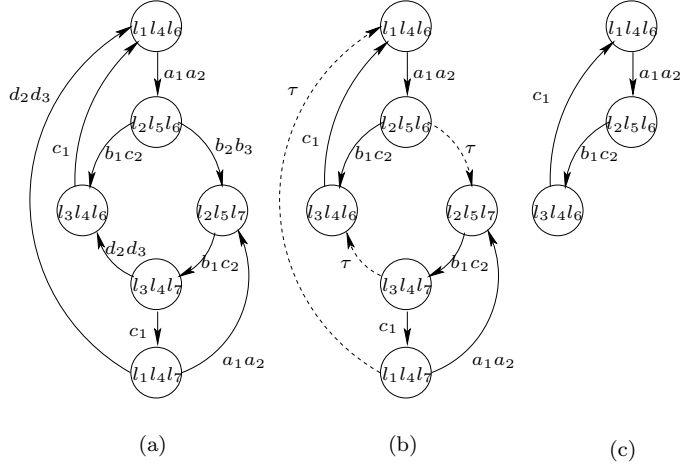 l₁l₄l₆
a₁a₂
d₂d₃
c₁
l₂l₅l₆
b₁c₂
b₂b₃
l₃l₄l₆
l₂l₅l₇
d₂d₃
b₁c₂
l₃l₄l₇
c₁
l₁l₄l₇
a₁a₂
(a)
l₁l₄l₆
a₁a₂
τ
c₁
l₂l₅l₆
b₁c₂
τ
l₃l₄l₆
l₂l₅l₇
τ
b₁c₂
l₃l₄l₇
c₁
l₁l₄l₇
a₁a₂
(b)
l₁l₄l₆
a₁a₂
c₁
l₂l₅l₆
b₁c₂
l₃l₄l₆
(c)